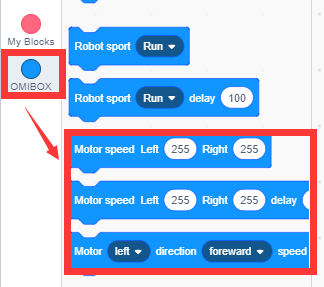 My Blocks
OMIBOX
Robot sport Run
Robot sport Run delay 100
Motor speed Left 255 Right 255
Motor speed Left 255 Right 255 delay
Motor left direction foreward speed